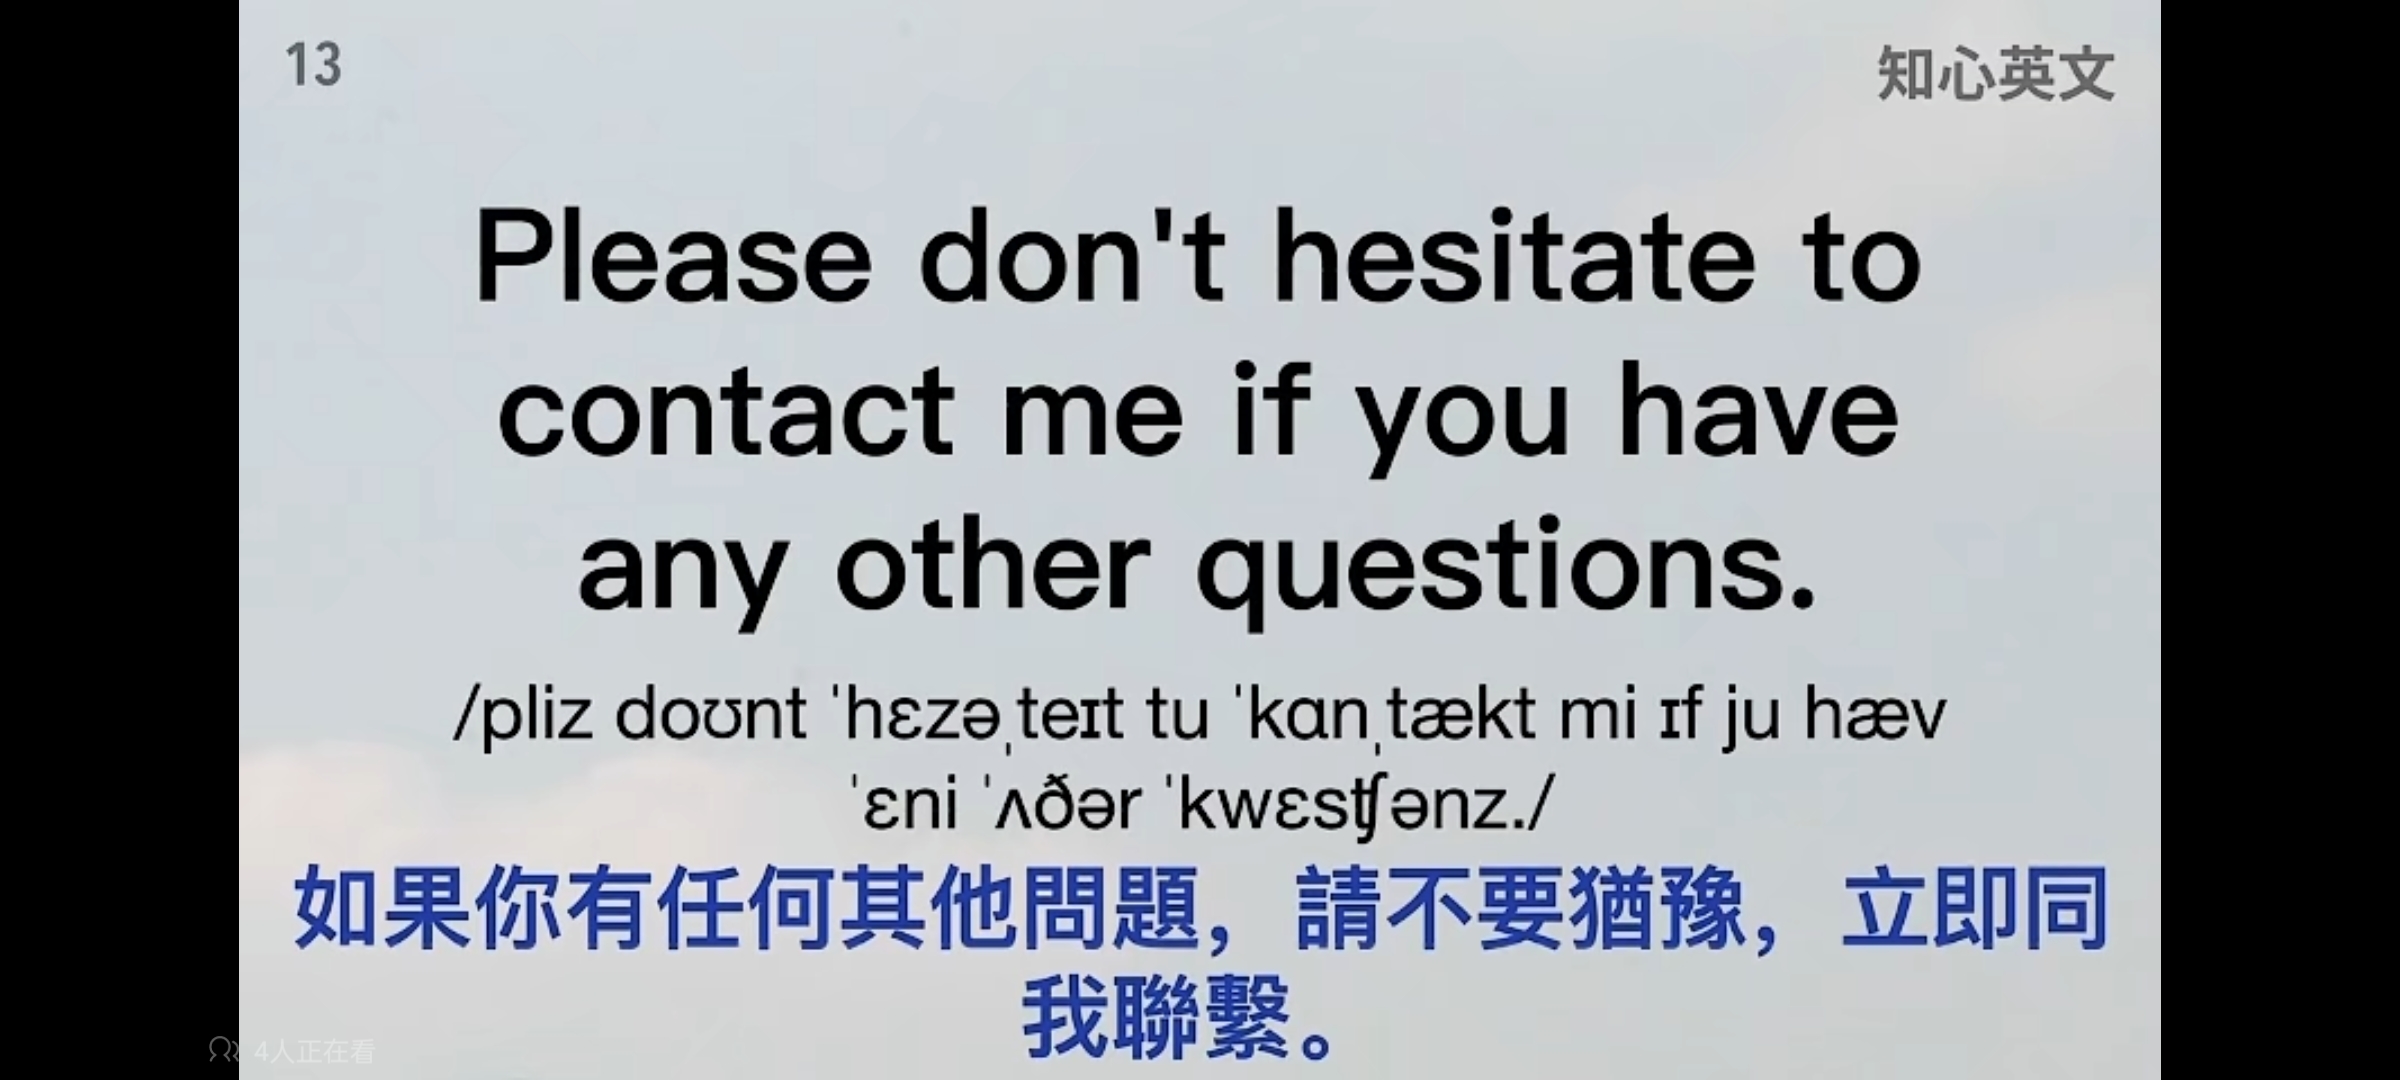 13
知心英文
Please don't hesitate to
contact me if you have
any other questions.
/pliz doʊnt ˈhɛzəˌteɪt tu ˈkɑnˌtækt mi ɪf ju hæv
ˈɛni ˈʌðər ˈkwɛsʧənz./
如果你有任何其他問題，請不要猶豫，立即同
我聯繫。
4人正在看